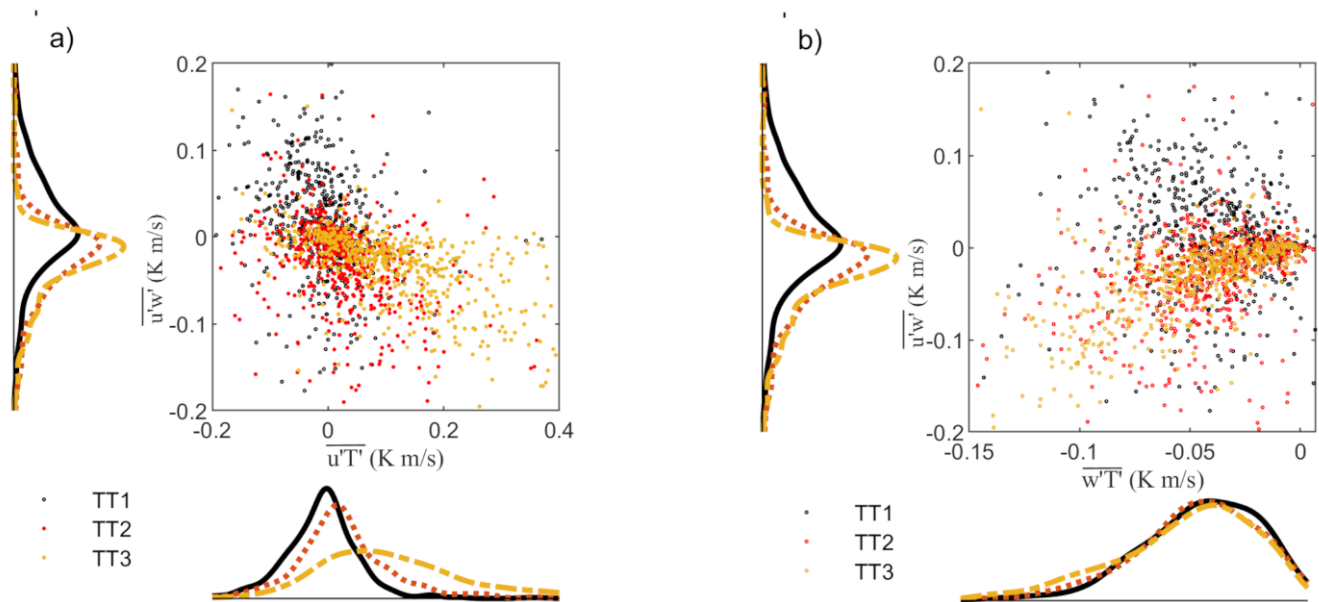 a)
0.2
0.1
0
-0.1
-0.2
u'w' (K m/s)
-0.2 0 0.2 0.4
u'T' (K m/s)
TT1
TT2
TT3
b)
0.2
0.1
0
-0.1
-0.2
u'w' (K m/s)
-0.15 -0.1 -0.05 0
w'T' (K m/s)
TT1
TT2
TT3